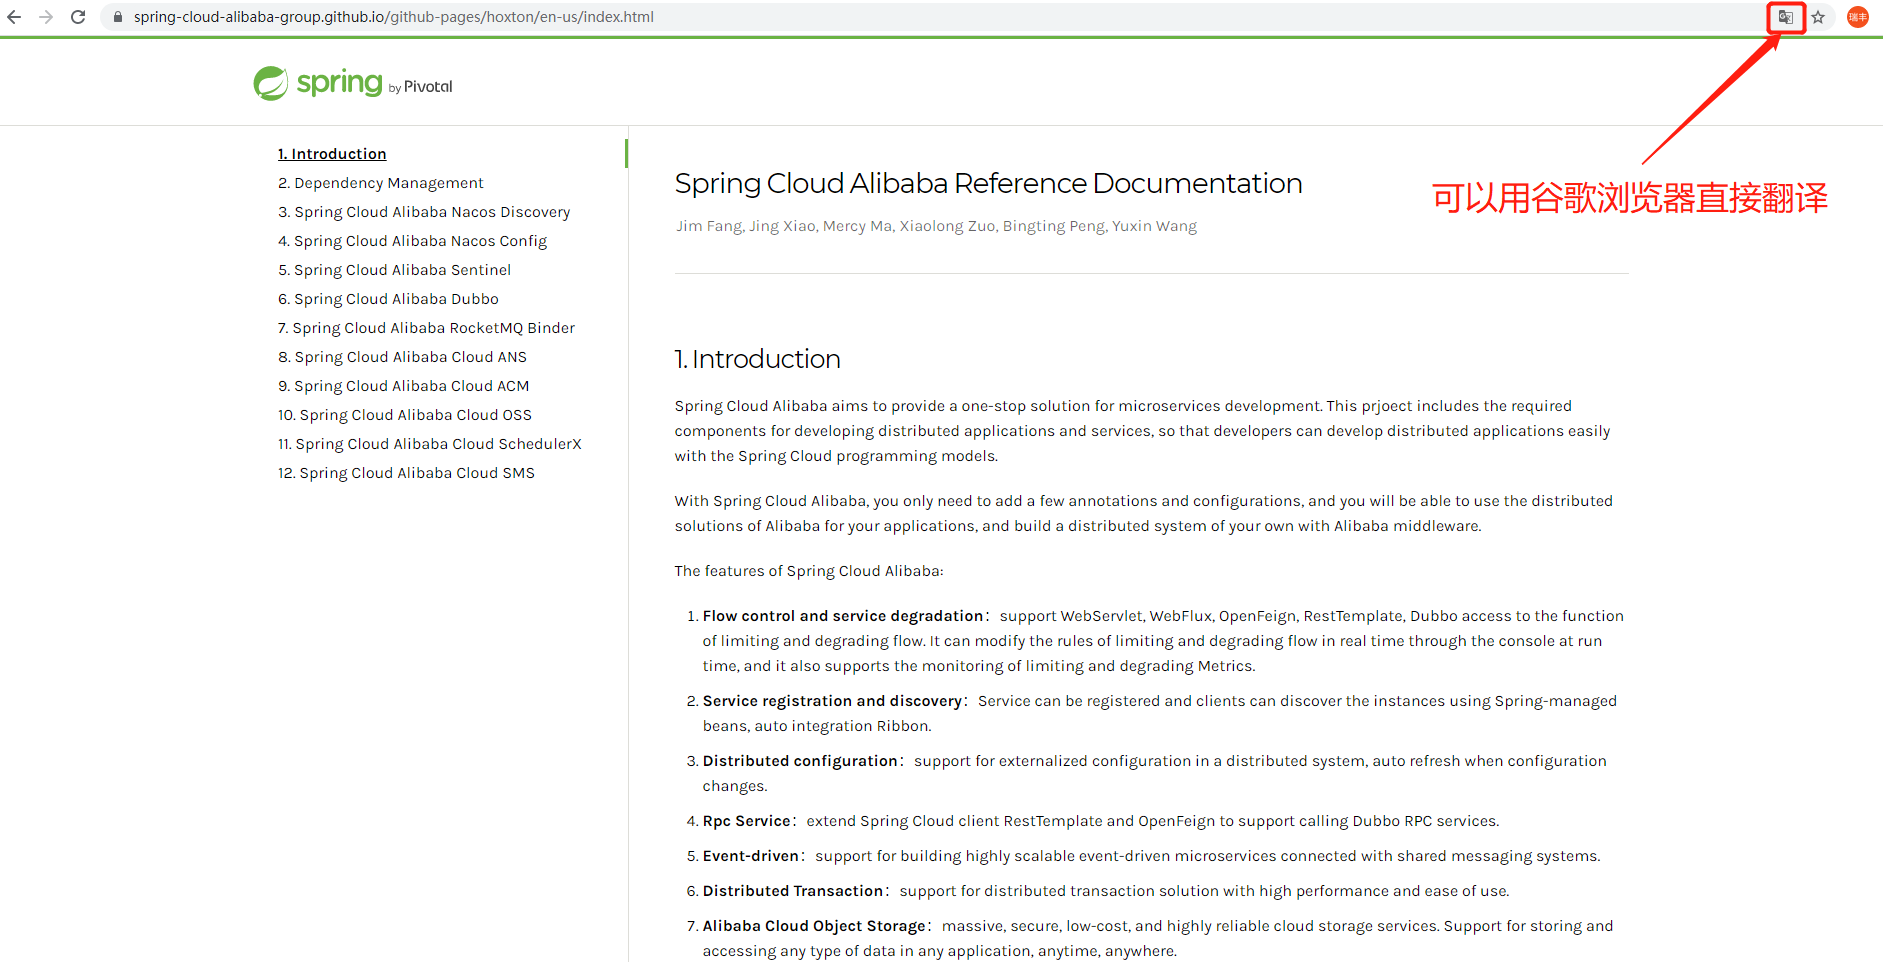 spring-cloud-alibaba-group.github.io/github-pages/hoxton/en-us/index.html
瑞丰
spring by Pivotal
可以用谷歌浏览器直接翻译
1. Introduction
2. Dependency Management
3. Spring Cloud Alibaba Nacos Discovery
4. Spring Cloud Alibaba Nacos Config
5. Spring Cloud Alibaba Sentinel
6. Spring Cloud Alibaba Dubbo
7. Spring Cloud Alibaba RocketMQ Binder
8. Spring Cloud Alibaba Cloud ANS
9. Spring Cloud Alibaba Cloud ACM
10. Spring Cloud Alibaba Cloud OSS
11. Spring Cloud Alibaba Cloud SchedulerX
12. Spring Cloud Alibaba Cloud SMS
Spring Cloud Alibaba Reference Documentation
Jim Fang, Jing Xiao, Mercy Ma, Xiaolong Zuo, Bingting Peng, Yuxin Wang
1. Introduction
Spring Cloud Alibaba aims to provide a one-stop solution for microservices development. This prjoect includes the required
components for developing distributed applications and services, so that developers can develop distributed applications easily
with the Spring Cloud programming models.
With Spring Cloud Alibaba, you only need to add a few annotations and configurations, and you will be able to use the distributed
solutions of Alibaba for your applications, and build a distributed system of your own with Alibaba middleware.
The features of Spring Cloud Alibaba:
1. Flow control and service degradation： support WebServlet, WebFlux, OpenFeign, RestTemplate, Dubbo access to the function
of limiting and degrading flow. It can modify the rules of limiting and degrading flow in real time through the console at run
time, and it also supports the monitoring of limiting and degrading Metrics.
2. Service registration and discovery： Service can be registered and clients can discover the instances using Spring-managed
beans, auto integration Ribbon.
3. Distributed configuration： support for externalized configuration in a distributed system, auto refresh when configuration
changes.
4. Rpc Service： extend Spring Cloud client RestTemplate and OpenFeign to support calling Dubbo RPC services.
5. Event-driven： support for building highly scalable event-driven microservices connected with shared messaging systems.
6. Distributed Transaction： support for distributed transaction solution with high performance and ease of use.
7. Alibaba Cloud Object Storage： massive, secure, low-cost, and highly reliable cloud storage services. Support for storing and
accessing any type of data in any application, anytime, anywhere.